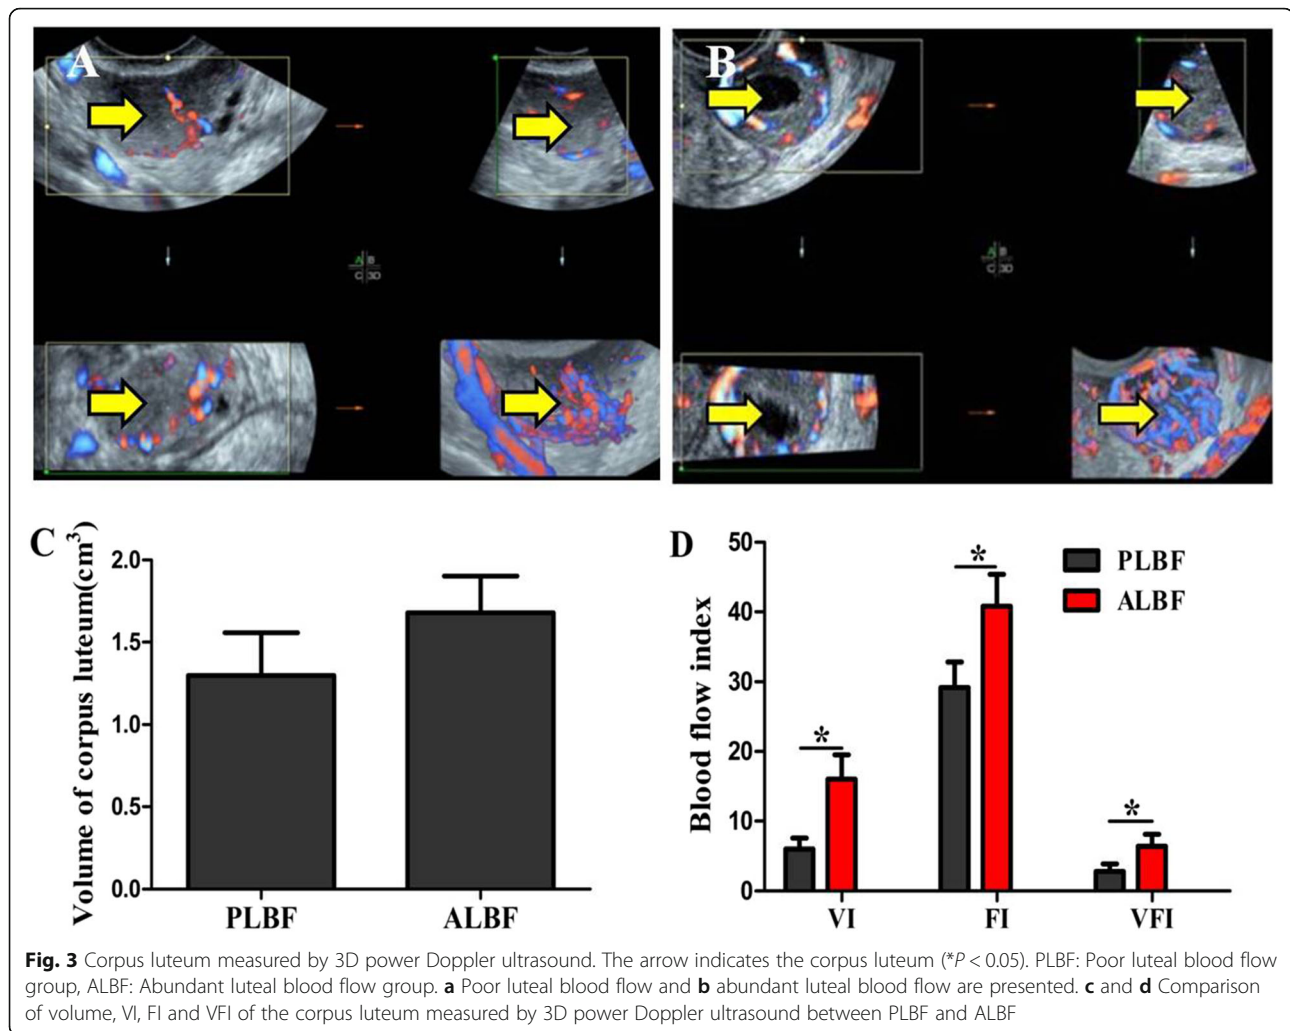 A
B
A B
C 3D
A B
C 3D
C
Volume of corpus luteum(cm³)
2.0
1.5
1.0
0.5
0.0
PLBF
ALBF
D
Blood flow index
50
40
30
20
10
0
*
*
*
PLBF
ALBF
VI
FI
VFI
Fig. 3 Corpus luteum measured by 3D power Doppler ultrasound. The arrow indicates the corpus luteum (*P < 0.05). PLBF: Poor luteal blood flow
group, ALBF: Abundant luteal blood flow group. a Poor luteal blood flow and b abundant luteal blood flow are presented. c and d Comparison
of volume, VI, FI and VFI of the corpus luteum measured by 3D power Doppler ultrasound between PLBF and ALBF